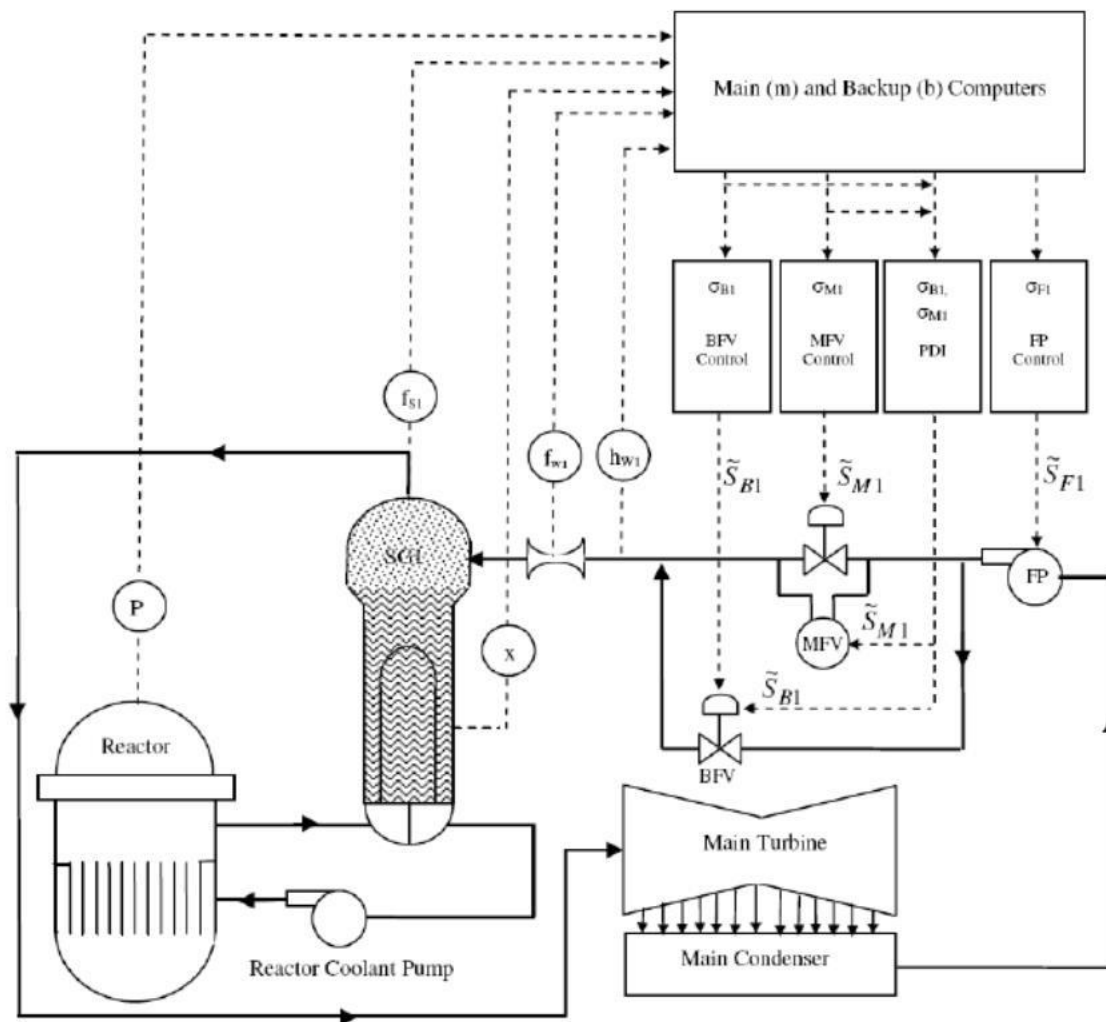 Main (m) and Backup (b) Computers
σB1
BFV
Control
σM1
MFV
Control
σB1,
σM1
PDI
σF1
FP
Control
fS1
fw1
hw1
S̃B1
S̃M1
S̃F1
SG1
FP
P
x
MFV
S̃M1
S̃B1
Reactor
BFV
Main Turbine
Main Condenser
Reactor Coolant Pump